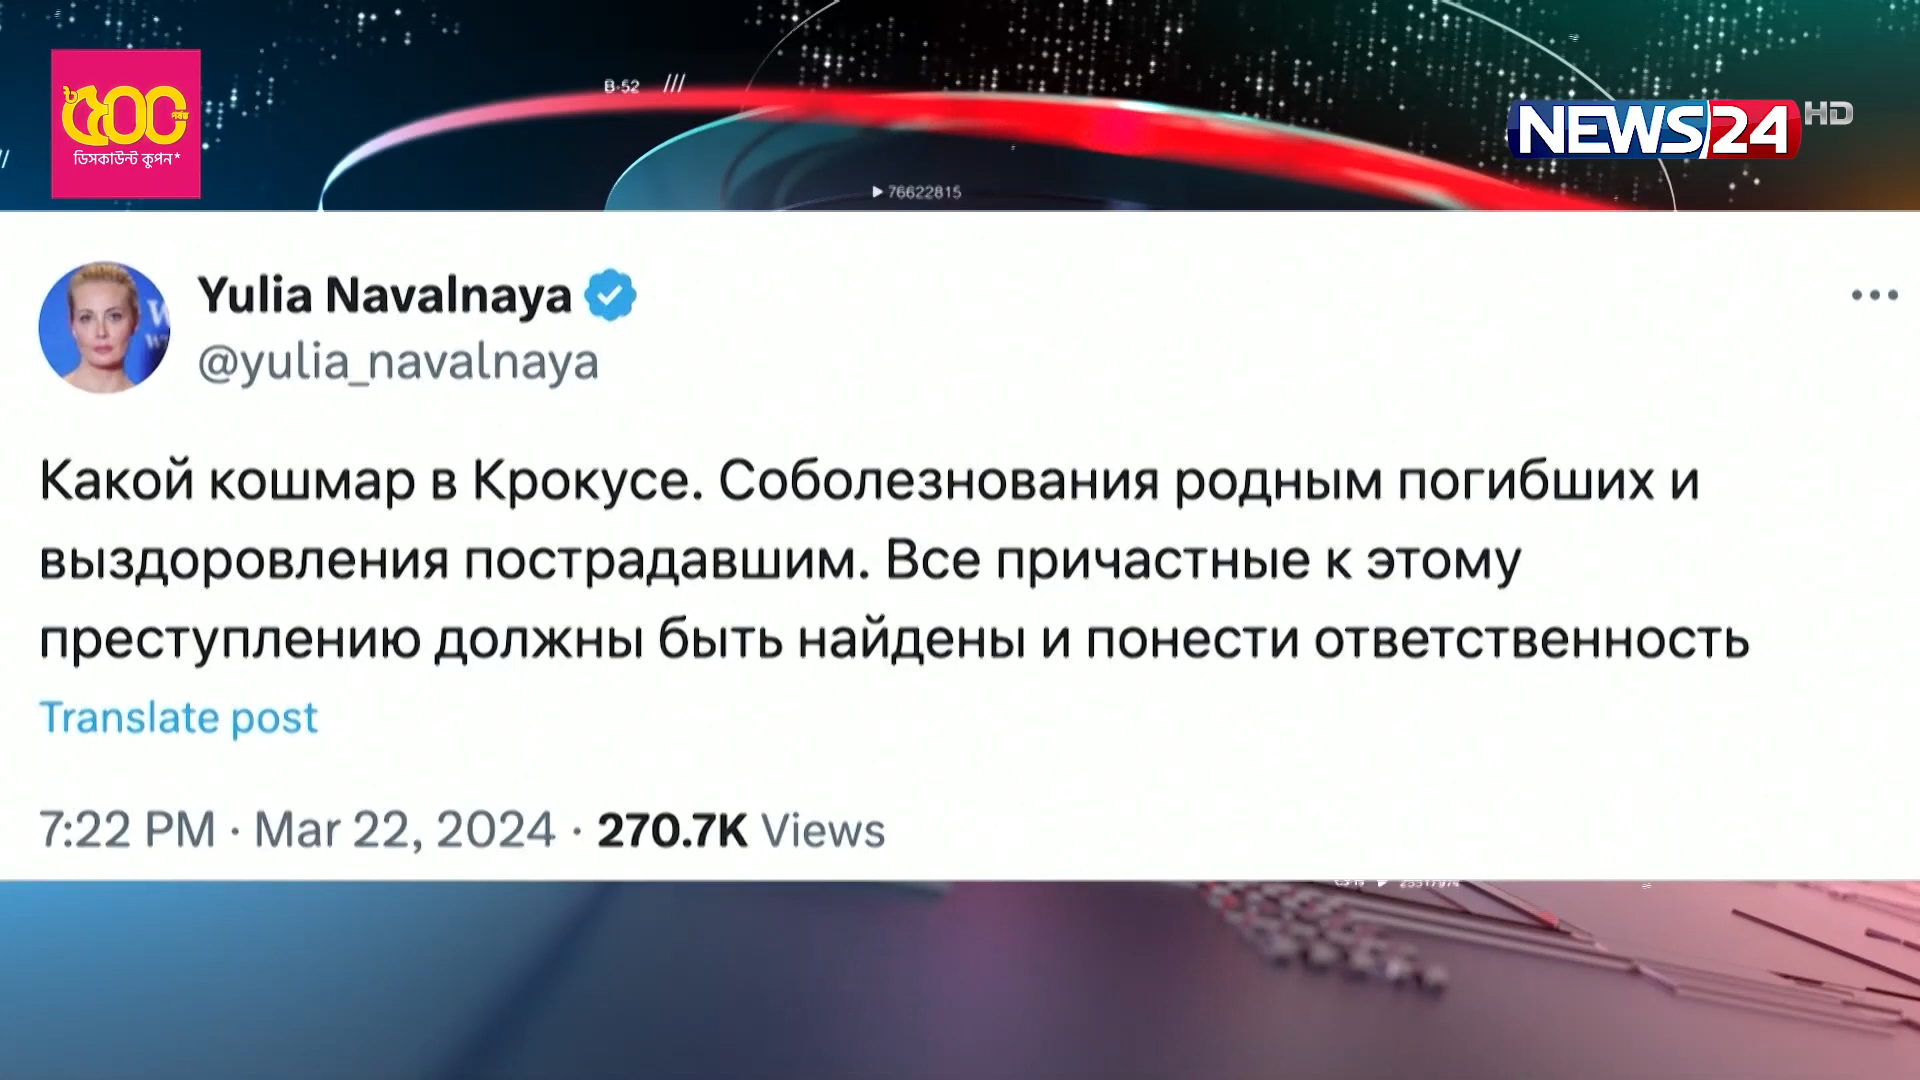 B-52 ///
৳৫০০ পর্যন্ত
ডিসকাউন্ট কুপন*
NEWS24 HD
76622815
Yulia Navalnaya
@yulia_navalnaya
Какой кошмар в Крокусе. Соболезнования родным погибших и
выздоровления пострадавшим. Все причастные к этому
преступлению должны быть найдены и понести ответственность
Translate post
7:22 PM · Mar 22, 2024 · 270.7K Views